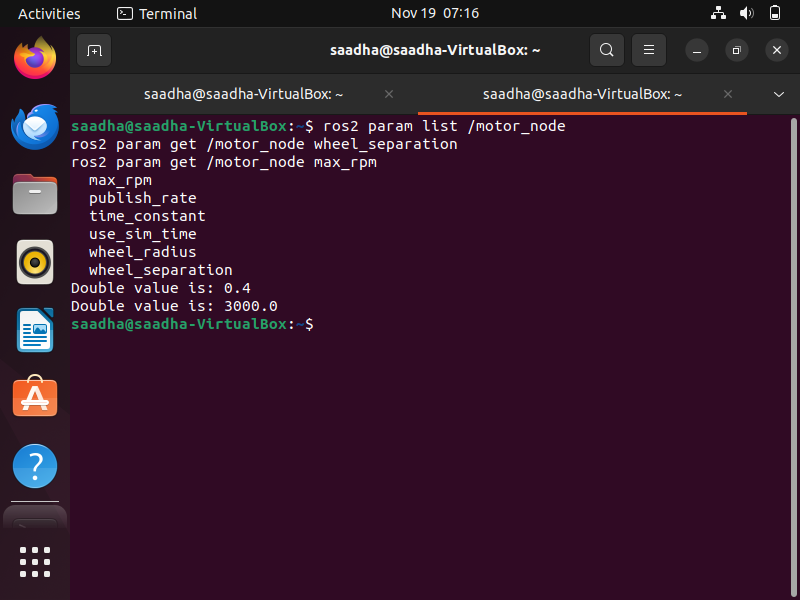 Activities
Terminal
Nov 19 07:16
saadha@saadha-VirtualBox: ~
saadha@saadha-VirtualBox: ~
saadha@saadha-VirtualBox: ~
saadha@saadha-VirtualBox:~$ ros2 param list /motor_node
ros2 param get /motor_node wheel_separation
ros2 param get /motor_node max_rpm
  max_rpm
  publish_rate
  time_constant
  use_sim_time
  wheel_radius
  wheel_separation
Double value is: 0.4
Double value is: 3000.0
saadha@saadha-VirtualBox:~$